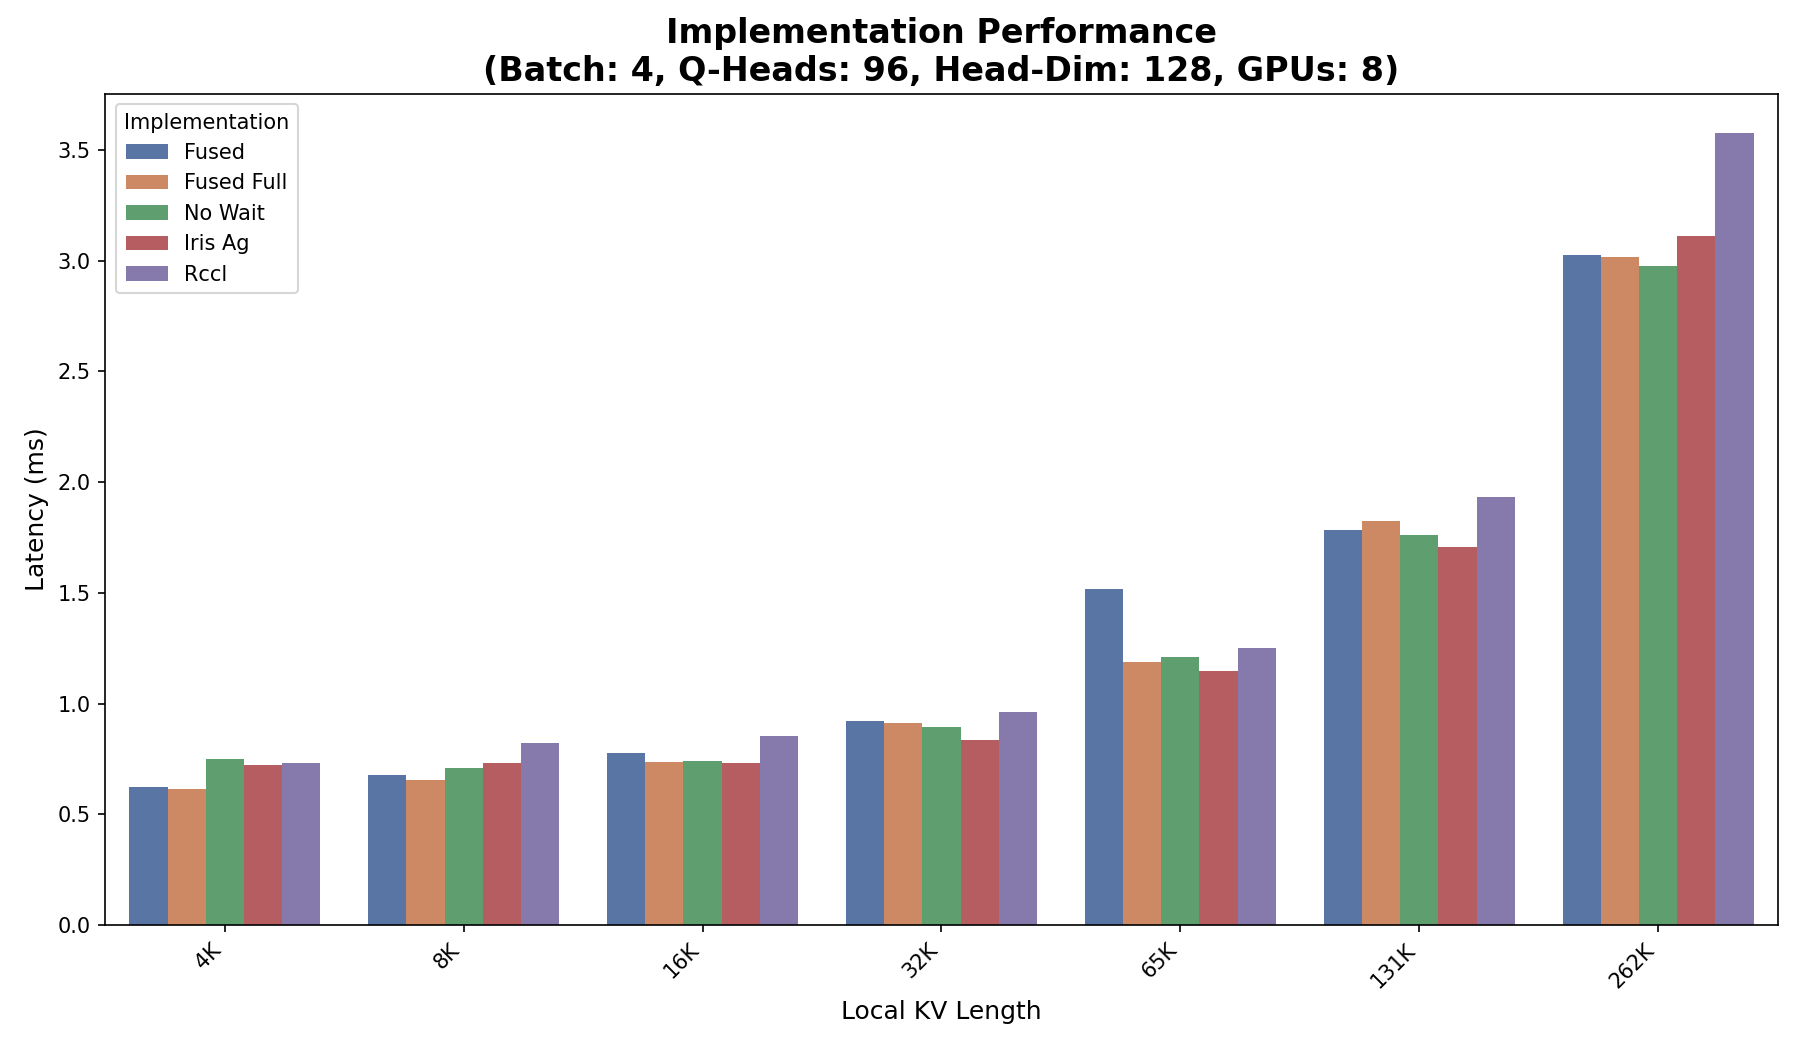 Implementation Performance
(Batch: 4, Q-Heads: 96, Head-Dim: 128, GPUs: 8)
Implementation
Fused
Fused Full
No Wait
Iris Ag
Rccl
Latency (ms)
3.5
3.0
2.5
2.0
1.5
1.0
0.5
0.0
4K
8K
16K
32K
65K
131K
262K
Local KV Length